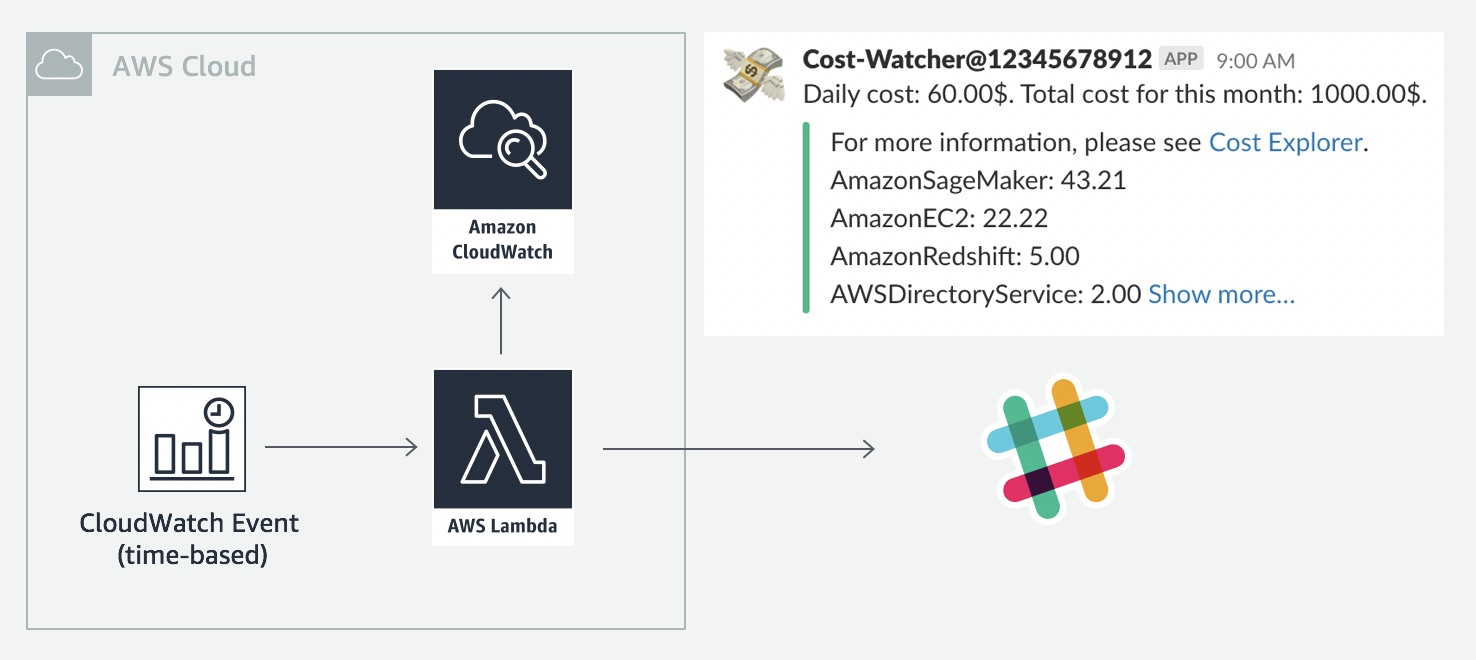 AWS Cloud
Amazon
CloudWatch
CloudWatch Event
(time-based)
AWS Lambda
Cost-Watcher@12345678912 APP 9:00 AM
Daily cost: 60.00$. Total cost for this month: 1000.00$.
For more information, please see Cost Explorer.
AmazonSageMaker: 43.21
AmazonEC2: 22.22
AmazonRedshift: 5.00
AWSDirectoryService: 2.00 Show more...